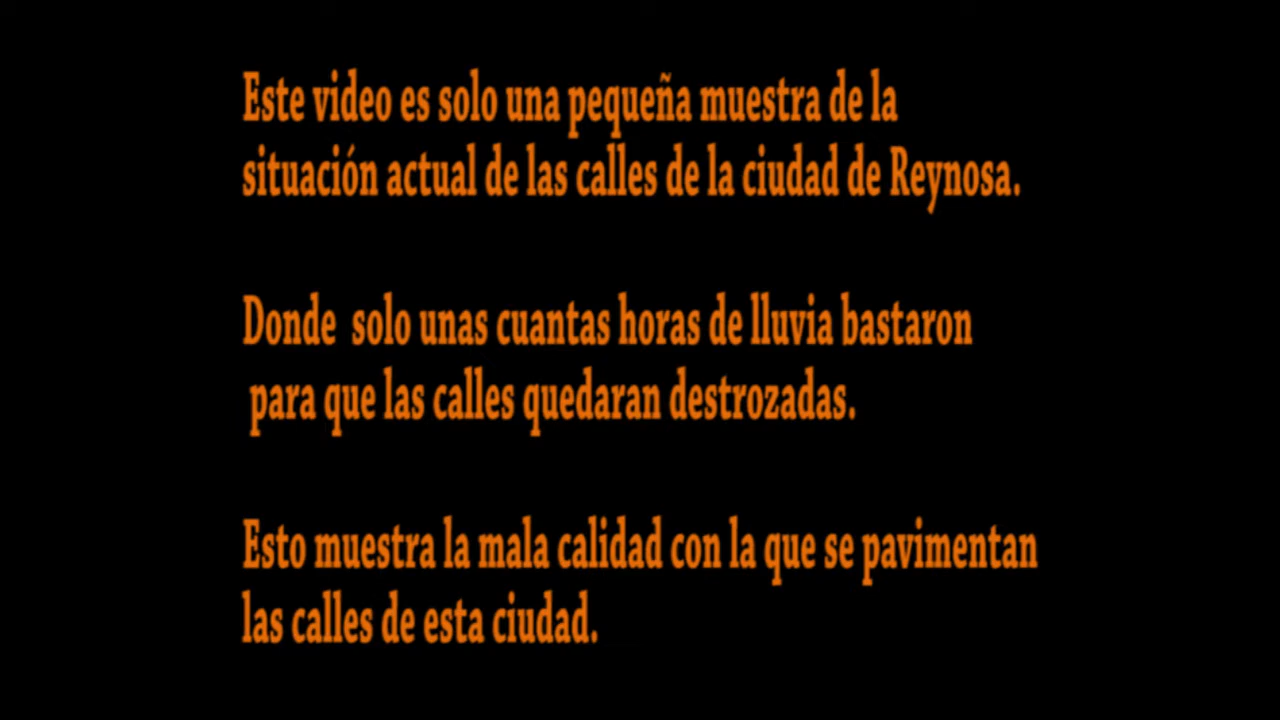 Este video es solo una pequeña muestra de la
situación actual de las calles de la ciudad de Reynosa.
Donde solo unas cuantas horas de lluvia bastaron
para que las calles quedaran destrozadas.
Esto muestra la mala calidad con la que se pavimentan
las calles de esta ciudad.